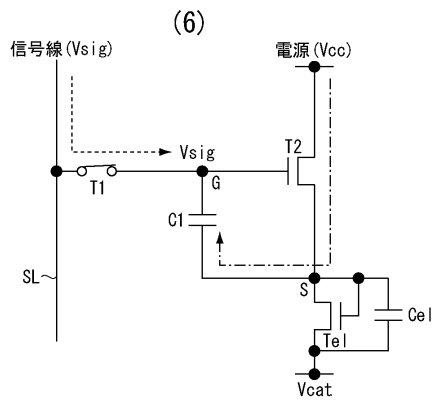 (6)
信号線(Vsig)
電源(Vcc)
Vsig
T2
T1
G
C1
SL
S
Tel
Cel
Vcat